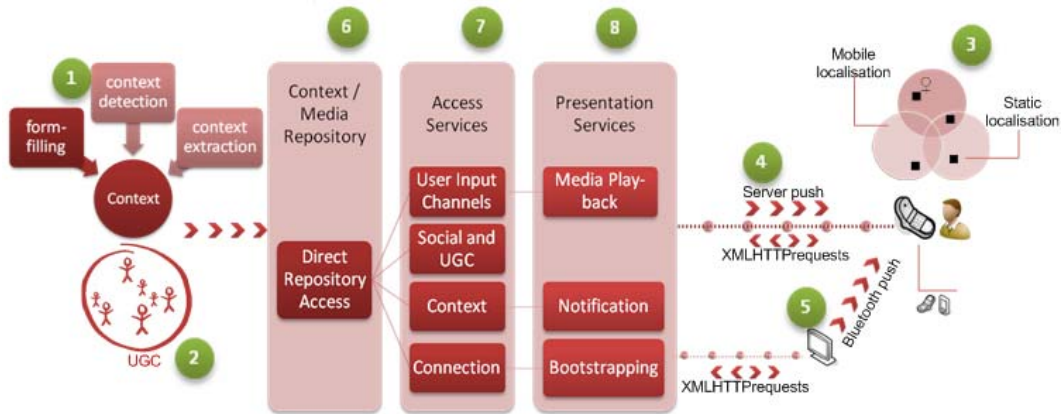 1
context
detection
form-
filling
context
extraction
Context
UGC
2
6
Context /
Media
Repository
Direct
Repository
Access
7
Access
Services
User Input
Channels
Social and
UGC
Context
Connection
8
Presentation
Services
Media Play-
back
Notification
Bootstrapping
4
Server push
XMLHTTPrequests
5
Bluetooth push
XMLHTTPrequests
3
Mobile
localisation
Static
localisation